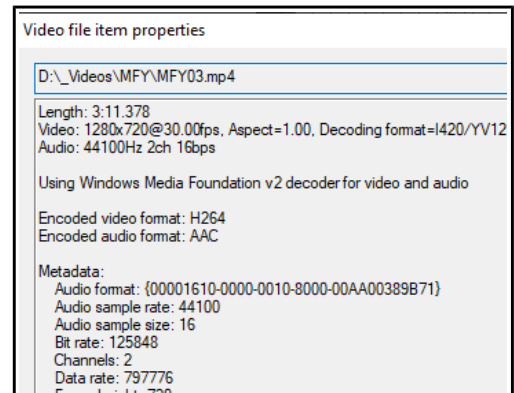 Video file item properties
D:\_Videos\MFY\MFY03.mp4
Length: 3:11.378
Video: 1280x720@30.00fps, Aspect=1.00, Decoding format=I420/YV12
Audio: 44100Hz 2ch 16bps
Using Windows Media Foundation v2 decoder for video and audio
Encoded video format: H264
Encoded audio format: AAC
Metadata:
Audio format: {00001610-0000-0010-8000-00AA00389B71}
Audio sample rate: 44100
Audio sample size: 16
Bit rate: 125848
Channels: 2
Data rate: 797776